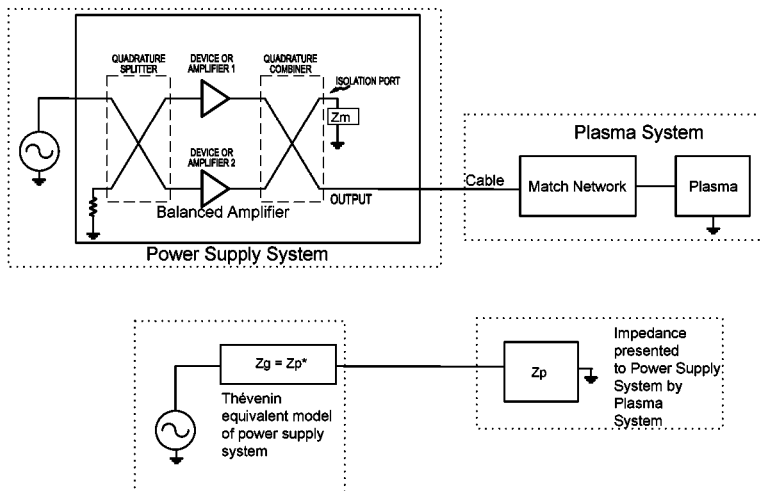 QUADRATURE
SPLITTER
DEVICE OR
AMPLIFIER 1
QUADRATURE
COMBINER
ISOLATION PORT
Zm
DEVICE OR
AMPLIFIER 2
Balanced Amplifier
OUTPUT
Power Supply System
Plasma System
Cable
Match Network
Plasma
Zg = Zp*
Thévenin
equivalent model
of power supply
system
Zp
Impedance
presented
to Power Supply
System by
Plasma
System